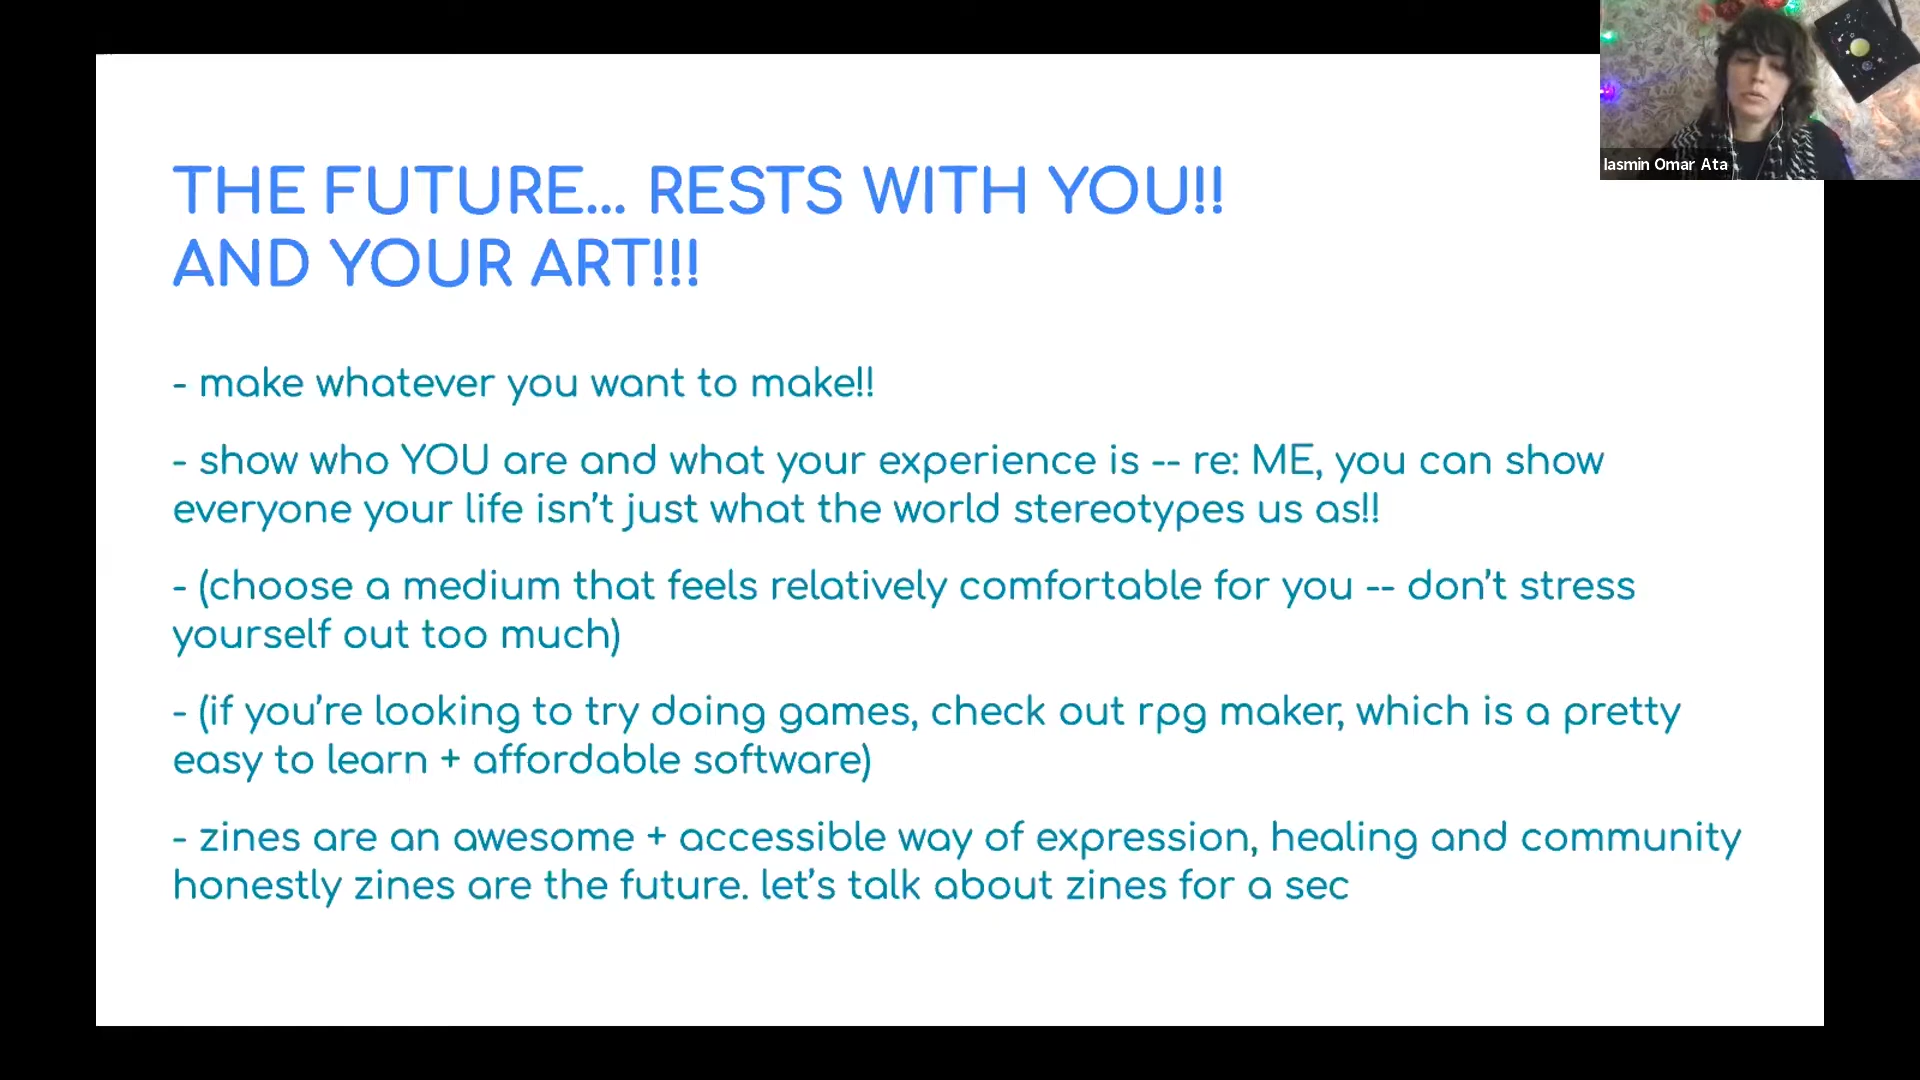 THE FUTURE... RESTS WITH YOU!!
AND YOUR ART!!!
- make whatever you want to make!!
- show who YOU are and what your experience is -- re: ME, you can show
everyone your life isn't just what the world stereotypes us as!!
- (choose a medium that feels relatively comfortable for you -- don't stress
yourself out too much)
- (if you're looking to try doing games, check out rpg maker, which is a pretty
easy to learn + affordable software)
- zines are an awesome + accessible way of expression, healing and community
honestly zines are the future. let's talk about zines for a sec
Iasmin Omar Ata